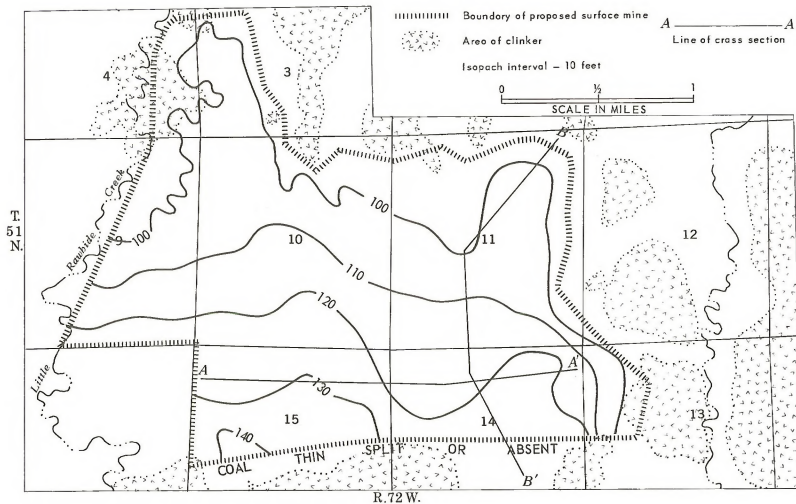 Boundary of proposed surface mine
A A
Line of cross section
Area of clinker
Isopach interval – 10 feet
0 ½ 1
SCALE IN MILES
4
3
B
Creek
Rawhide
T.
51
N.
9
100
100
10
11
12
110
120
A
A'
130
Little
15
14
13
140
COAL THIN SPLIT OR ABSENT
B'
R.72 W.